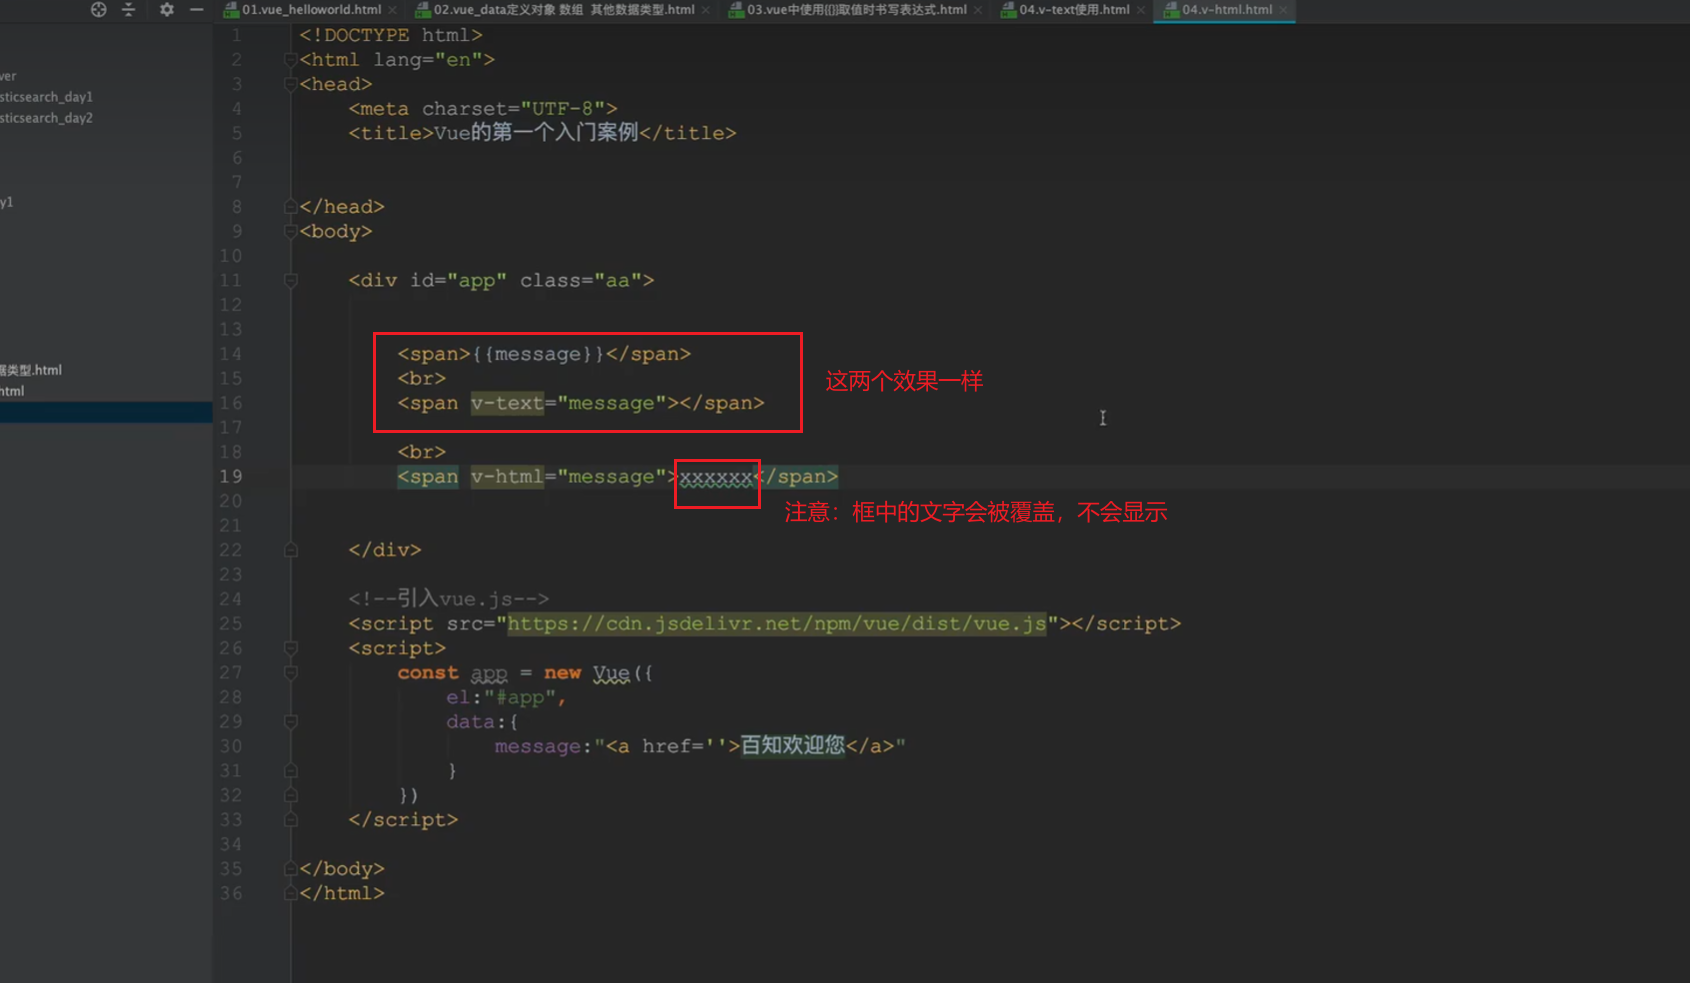 01.vue_helloworld.html 02.vue_data定义对象 数组 其他数据类型.html 03.vue中使用{{}}取值时书写表达式.html 04.v-text使用.html 04.v-html.html
ver
sticsearch_day1
sticsearch_day2
y1
据类型.html
html
1 <!DOCTYPE html>
2 <html lang="en">
3 <head>
4 <meta charset="UTF-8">
5 <title>Vue的第一个入门案例</title>
6
7
8 </head>
9 <body>
10
11 <div id="app" class="aa">
12
13
14 <span>{{message}}</span>
15 <br>
这两个效果一样
16 <span v-text="message"></span>
17
18 <br>
19 <span v-html="message">xxxxxx</span>
20
注意：框中的文字会被覆盖，不会显示
21
22 </div>
23
24 <!--引入vue.js-->
25 <script src="https://cdn.jsdelivr.net/npm/vue/dist/vue.js"></script>
26 <script>
27 const app = new Vue({
28 el:"#app",
29 data:{
30 message:"<a href=''>百知欢迎您</a>"
31 }
32 })
33 </script>
34
35 </body>
36 </html>